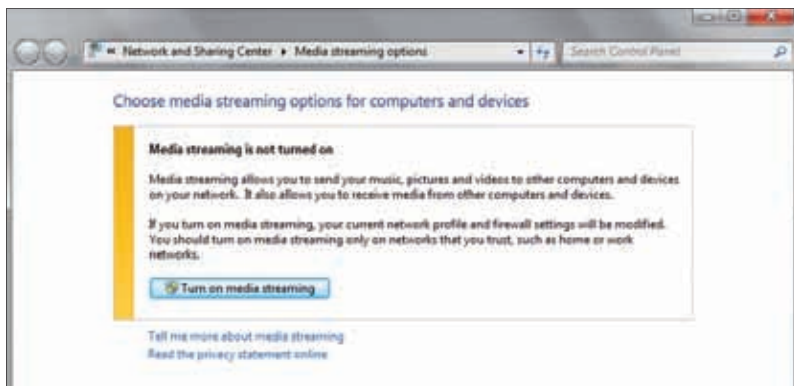 « Network and Sharing Center ▸ Media streaming options
Search Control Panel
Choose media streaming options for computers and devices
Media streaming is not turned on
Media streaming allows you to send your music, pictures and videos to other computers and devices
on your network. It also allows you to receive media from other computers and devices.
If you turn on media streaming, your current network profile and firewall settings will be modified.
You should turn on media streaming only on networks that you trust, such as home or work
networks.
Turn on media streaming
Tell me more about media streaming
Read the privacy statement online